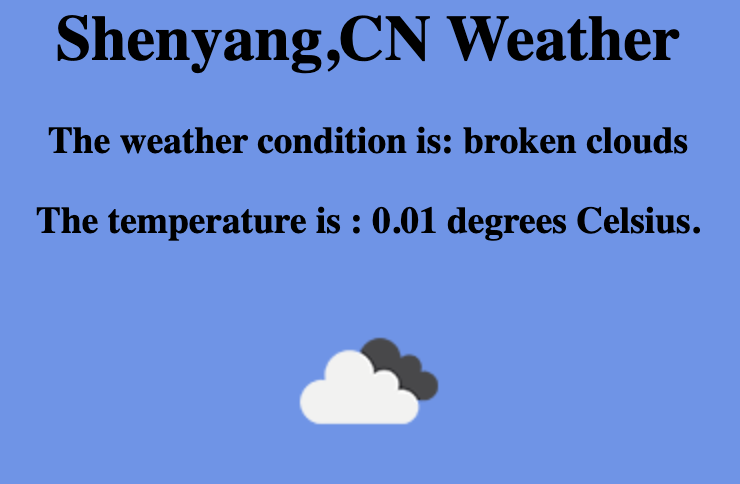 Shenyang,CN Weather
The weather condition is: broken clouds
The temperature is : 0.01 degrees Celsius.